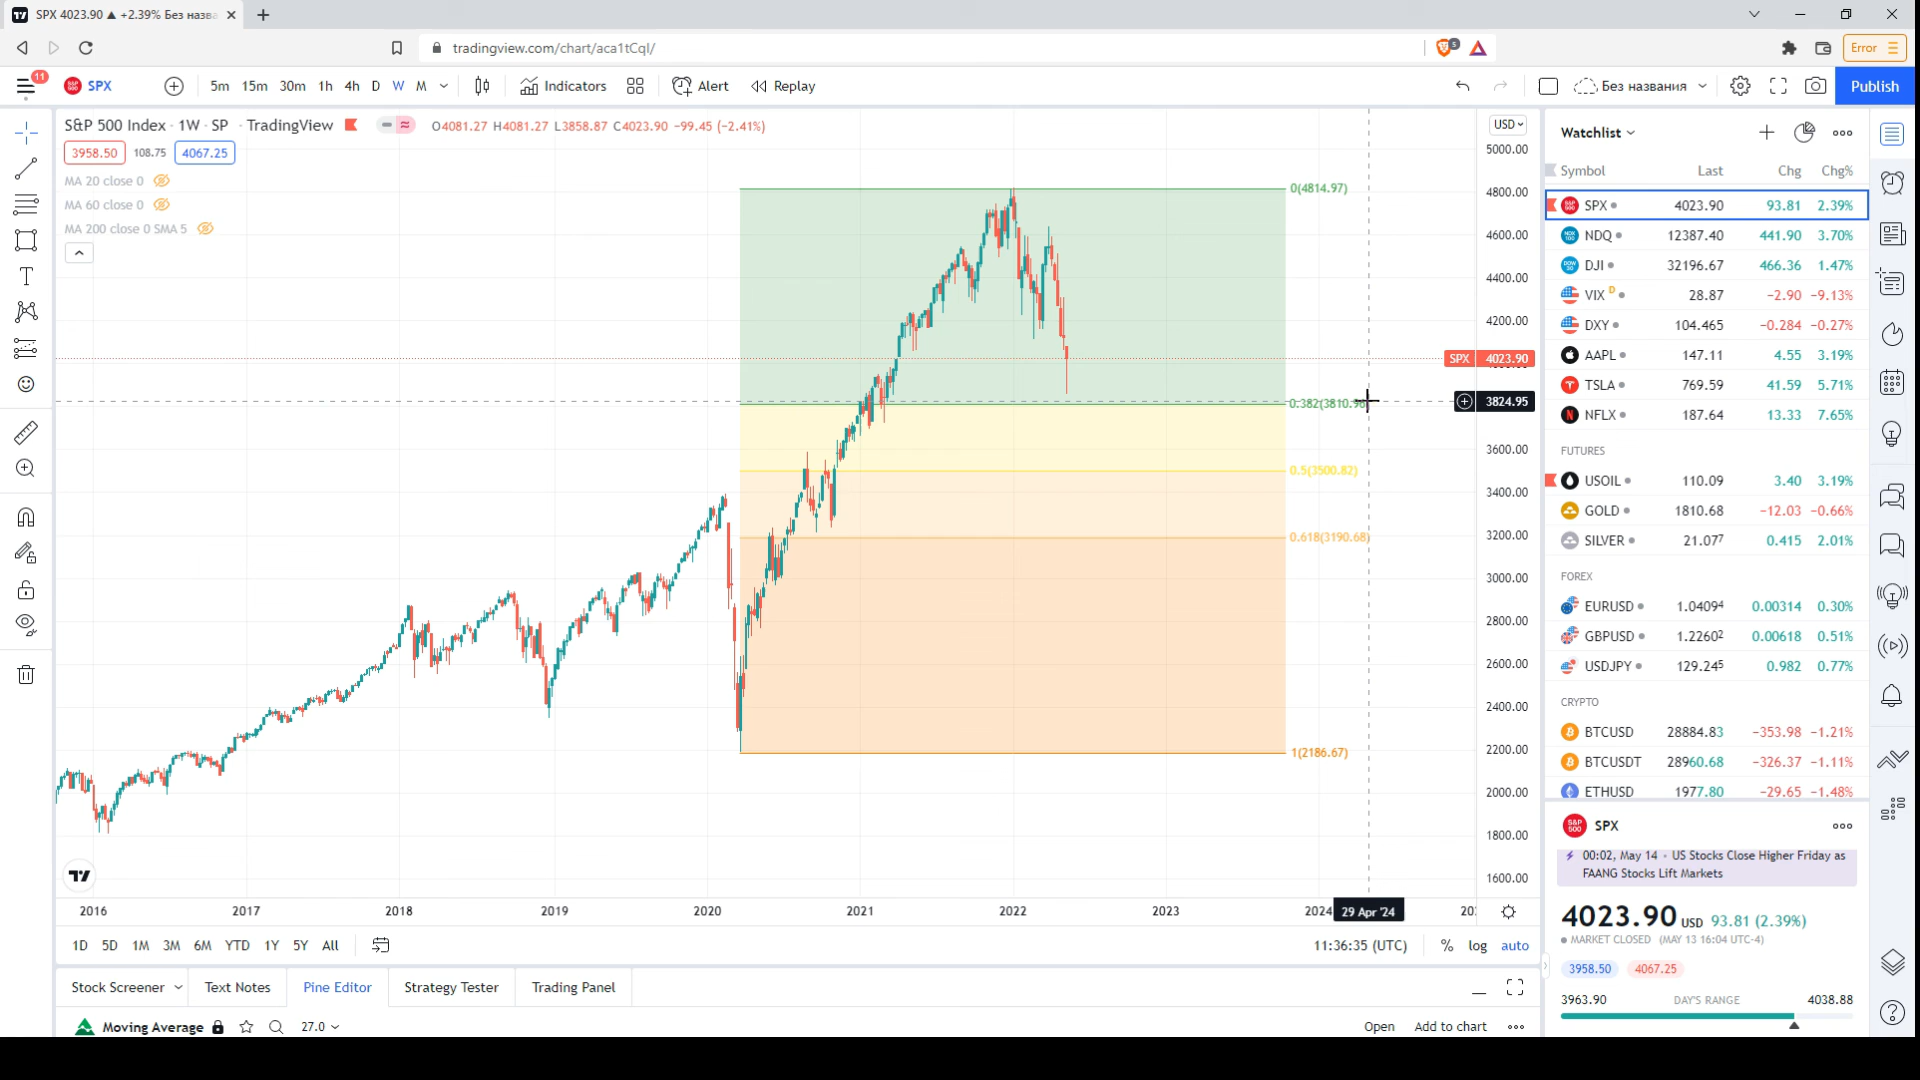 SPX 4023.90 ▲ +2.39% Без назва
tradingview.com/chart/aca1tCqI/
5
Error
11
SPX
5m 15m 30m 1h 4h D W M
Indicators
Alert
Replay
Без названия
Publish
S&P 500 Index · 1W · SP · TradingView
O4081.27 H4081.27 L3858.87 C4023.90 −99.45 (−2.41%)
3958.50 108.75 4067.25
MA 20 close 0
MA 60 close 0
MA 200 close 0 SMA 5
USD
5000.00
4800.00
4600.00
4400.00
4200.00
SPX 4023.90
3824.95
3600.00
3400.00
3200.00
3000.00
2800.00
2600.00
2400.00
2200.00
2000.00
1800.00
1600.00
0(4814.97)
0.382(3810.96)
0.5(3500.82)
0.618(3190.68)
1(2186.67)
2016 2017 2018 2019 2020 2021 2022 2023 2024 29 Apr '24 20
1D 5D 1M 3M 6M YTD 1Y 5Y All
11:36:35 (UTC) % log auto
Stock Screener Text Notes Pine Editor Strategy Tester Trading Panel
Moving Average 27.0 Open Add to chart
Watchlist
Symbol Last Chg Chg%
SPX 4023.90 93.81 2.39%
NDQ 12387.40 441.90 3.70%
DJI 32196.67 466.36 1.47%
VIX D 28.87 −2.90 −9.13%
DXY 104.465 −0.284 −0.27%
AAPL 147.11 4.55 3.19%
TSLA 769.59 41.59 5.71%
NFLX 187.64 13.33 7.65%
FUTURES
USOIL 110.09 3.40 3.19%
GOLD 1810.68 −12.03 −0.66%
SILVER 21.077 0.415 2.01%
FOREX
EURUSD 1.04094 0.00314 0.30%
GBPUSD 1.22602 0.00618 0.51%
USDJPY 129.245 0.982 0.77%
CRYPTO
BTCUSD 28884.83 −353.98 −1.21%
BTCUSDT 28960.68 −326.37 −1.11%
ETHUSD 1977.80 −29.65 −1.48%
SPX
00:02, May 14 · US Stocks Close Higher Friday as
FAANG Stocks Lift Markets
4023.90 USD 93.81 (2.39%)
MARKET CLOSED (MAY 13 16:04 UTC-4)
3958.50 4067.25
3963.90 DAY'S RANGE 4038.88